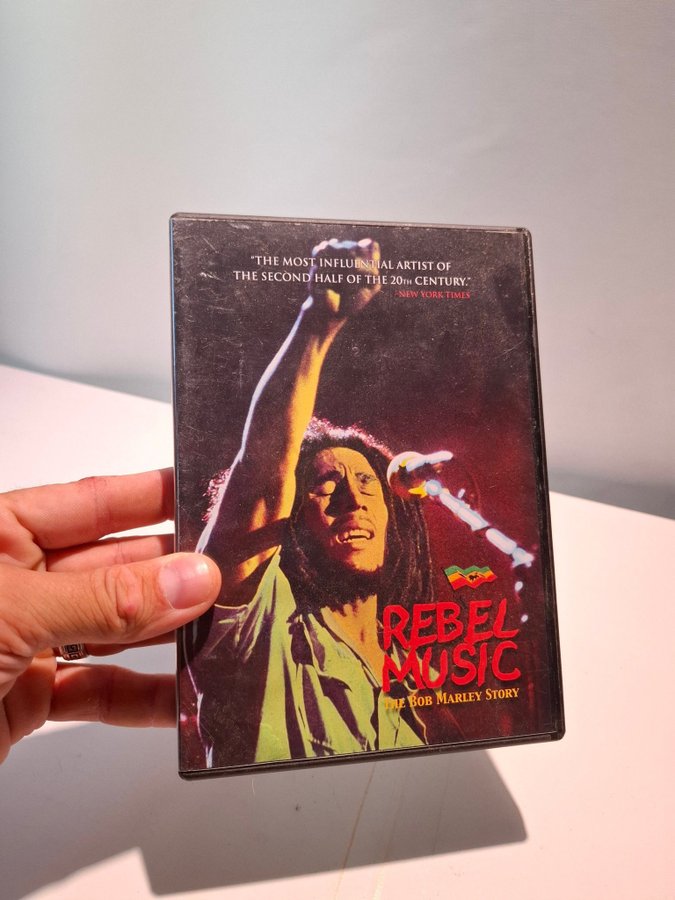 "THE MOST INFLUENTIAL ARTIST OF
THE SECOND HALF OF THE 20TH CENTURY."
-NEW YORK TIMES
REBEL
MUSIC
THE BOB MARLEY STORY